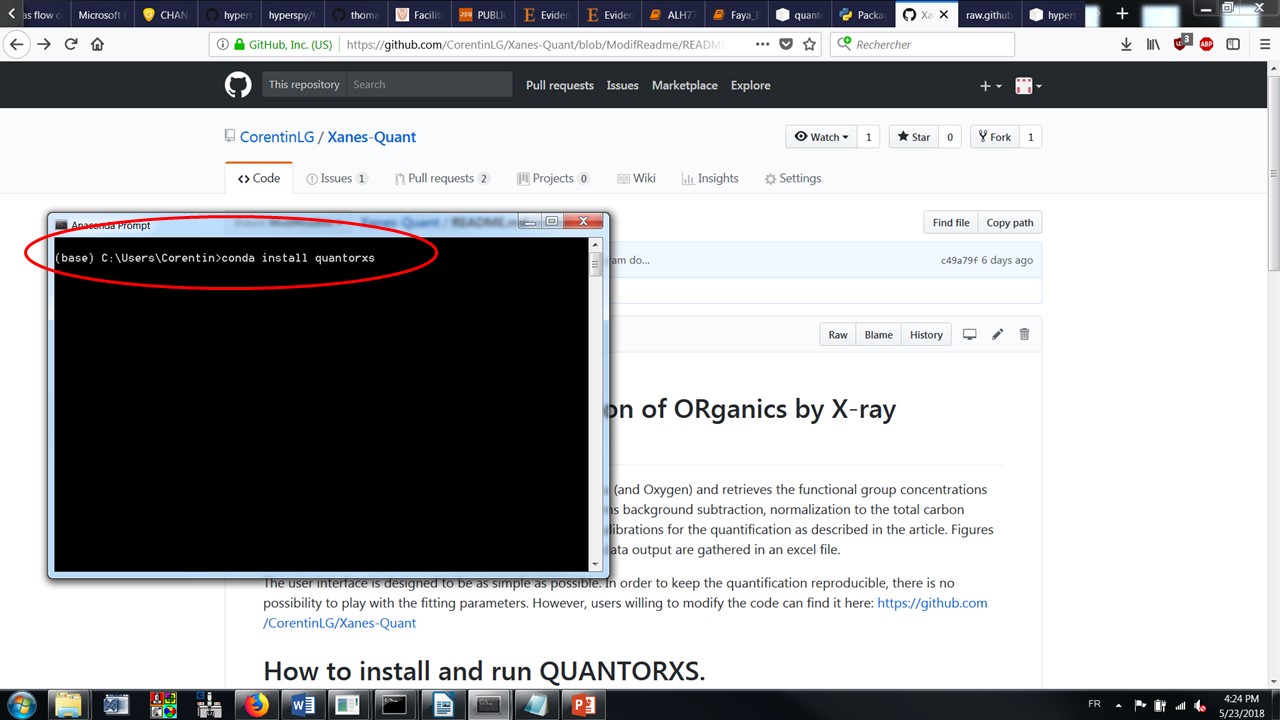 as flow c Microsoft CHAN hypers hyperspy/ thoma Facilit PUBLI Eviden Eviden ALH77 Faya_E quanto Packa Xa raw.github hypers
GitHub, Inc. (US) https://github.com/CorentinLG/Xanes-Quant/blob/ModifReadme/READM ••• Rechercher 3 ABP
This repository Search Pull requests Issues Marketplace Explore
CorentinLG / Xanes-Quant Watch 1 Star 0 Fork 1
<> Code Issues 1 Pull requests 2 Projects 0 Wiki Insights Settings
Anaconda Prompt
Find file Copy path
(base) C:\Users\Corentin>conda install quantorxs
ram do... c49a79f 6 days ago
Raw Blame History
on of ORganics by X-ray
(and Oxygen) and retrieves the functional group concentrations
ns background subtraction, normalization to the total carbon
librations for the quantification as described in the article. Figures
ata output are gathered in an excel file.
The user interface is designed to be as simple as possible. In order to keep the quantification reproducible, there is no
possibility to play with the fitting parameters. However, users willing to modify the code can find it here: https://github.com
/CorentinLG/Xanes-Quant
How to install and run QUANTORXS.
FR 4:24 PM
5/23/2018